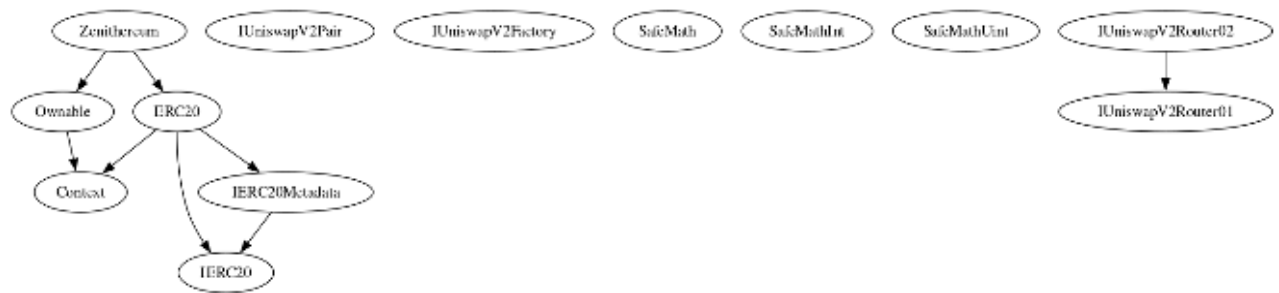 Zenithereum IUniswapV2Pair IUniswapV2Factory SafeMath SafeMathInt SafeMathUint IUniswapV2Router02
Ownable ERC20 IUniswapV2Router01
Context IERC20Metadata
IERC20